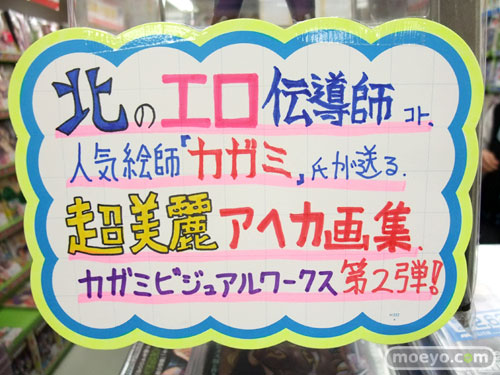 北のエロ伝導師コト、
人気絵師『カガミ』氏が送る.
超美麗アヘカ画集.
カガミビジュアルワークス第2弾!
moeyo.com